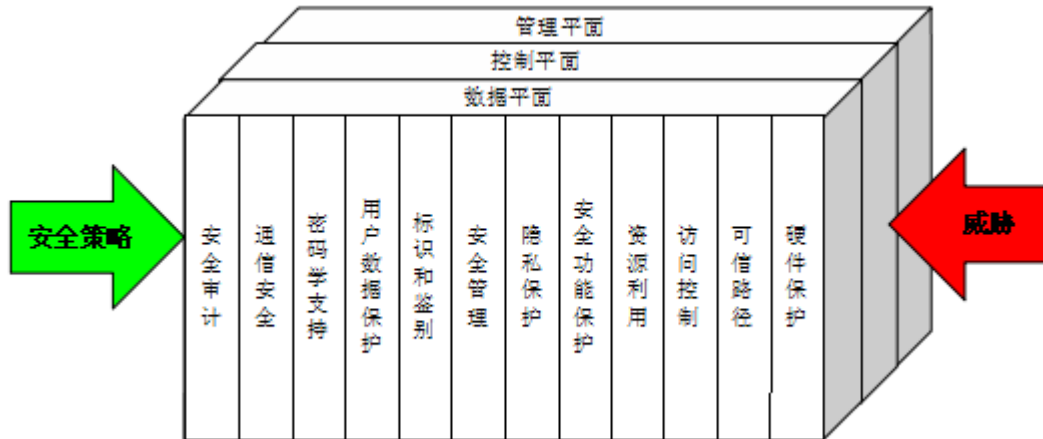 管理平面
控制平面
数据平面
安全策略
安全审计
通信安全
密码学支持
用户数据保护
标识和鉴别
安全管理
隐私保护
安全功能保护
资源利用
访问控制
可信路径
硬件保护
威胁